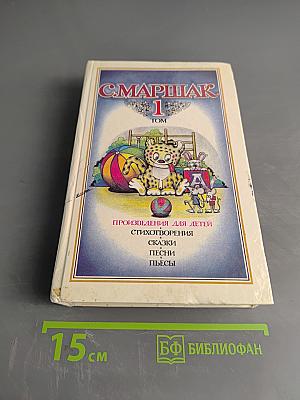 С. МАРШАК
1
ТОМ
ПРОИЗВЕДЕНИЯ ДЛЯ ДЕТЕЙ
СТИХОТВОРЕНИЯ
СКАЗКИ
ПЕСНИ
ПЬЕСЫ
15 см
БФ БИБЛИОФАН